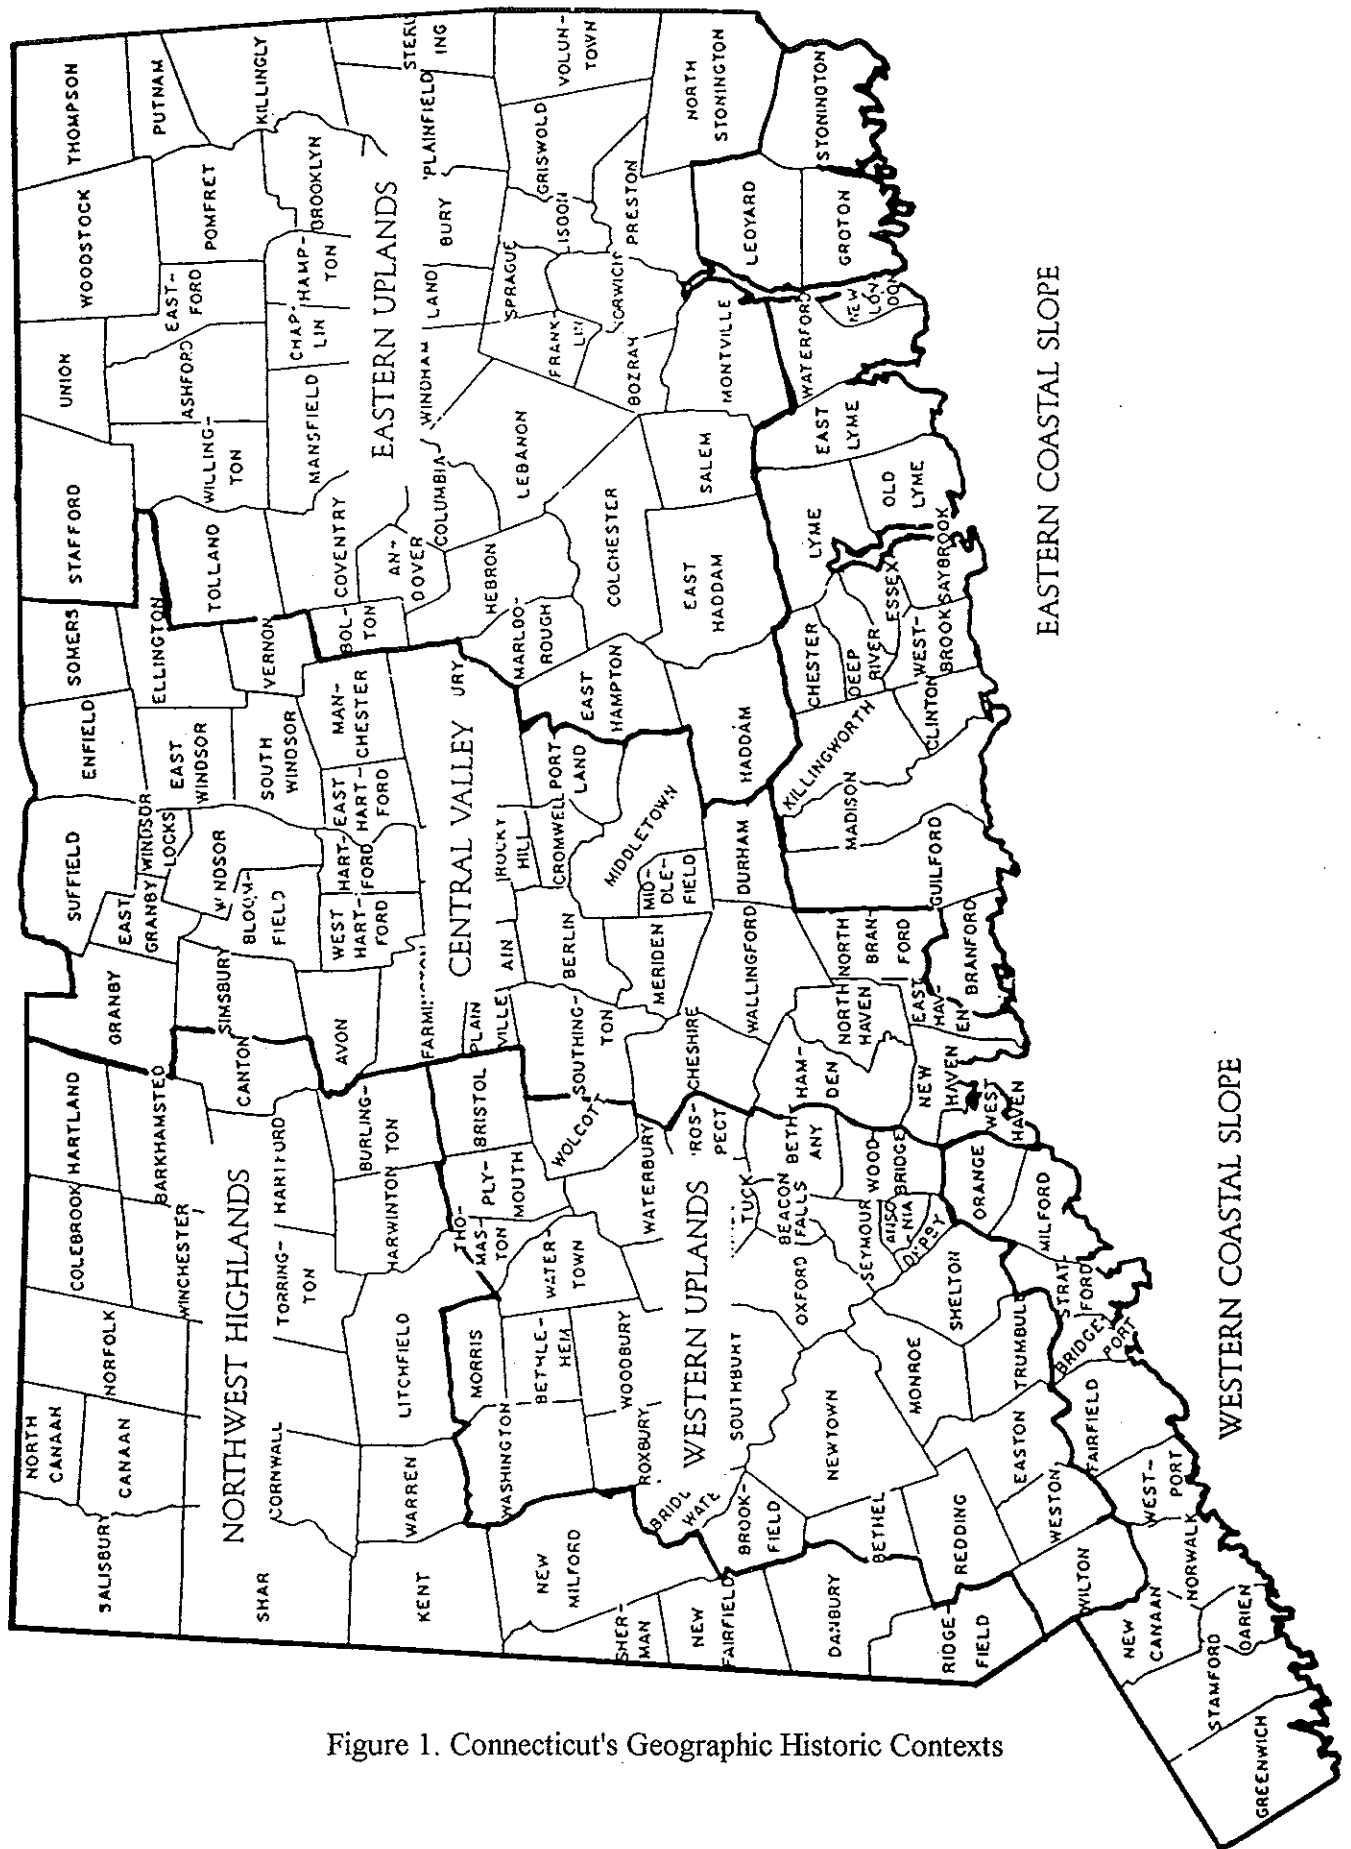 THOMPSON
PUTNAM
KILLINGLY
STERL
ING
VOLUN-
TOWN
NORTH
STONINGTON
STONINGTON
WOODSTOCK
POMFRET
BROOKLYN
PLAINFIELD
GRISWOLD
EAST-
FORD
HAMP-
TON
BURY
ISOON
PRESTON
LEOYARD
GROTON
UNION
ASHFORD
CHAP-
LIN
EASTERN UPLANDS
LAND
SPRAGUE
FRANK-
LIN
NORWICH
BOZRAH
MONTVILLE
WATERFORD
NEW
LON
DON
STAFFORD
WILLING-
TON
MANSFIELD
WINDHAM
LEBANON
SALEM
EAST
LYME
TOLLAND
COVENTRY
AN-
DOVER
COLUMBIA
HEBRON
COLCHESTER
EAST
HADDAM
LYME
OLD
LYME
SOMERS
ELLINGTON
VERNON
BOL-
TON
MARLBO-
ROUGH
EAST
HAMPTON
HADDAM
CHESTER
DEEP
RIVER
ESSEX
WEST-
BROOK
SAYBROOK
ENFIELD
EAST
WINDSOR
SOUTH
WINDSOR
MAN-
CHESTER
EAST
HART-
FORD
URY
CENTRAL VALLEY
PORT
LAND
CROMWELL
MIDDLETOWN
KILLINGWORTH
CLINTON
MADISON
GUILFORD
SUFFIELD
WINDSOR
LOCKS
WINDSOR
HART-
FORD
ROCKY
HILL
MID-
DLE-
FIELD
DURHAM
EAST
GRANBY
BLOOM-
FIELD
WEST
HART-
FORD
AIN
BERLIN
MERIDEN
WALLINGFORD
NORTH
BRAN-
FORD
BRANFORD
GRANBY
SIMSBURY
AVON
FARMINGTON
PLAIN
VILLE
SOUTHING-
TON
CHESHIRE
NORTH
HAVEN
EAST
HAV-
EN
HAM-
DEN
NEW
HAVEN
WEST
HAVEN
HARTLAND
BARKHAMSTED
CANTON
BURLING-
TON
BRISTOL
WOLCOTT
ROS-
PECT
BETH
ANY
WOOD
BRIDGE
ORANGE
MILFORD
COLEBROOK
WINCHESTER
HARTFORD
TORRING-
TON
HARWINTON
PLY-
MOUTH
THO-
MAS-
TON
WATER-
TOWN
WATERBURY
TUCK
BEACON
FALLS
SEYMOUR
ANSO
NIA
DERBY
OXFORD
SHELTON
STRAT-
FORD
NORFOLK
NORTHWEST HIGHLANDS
LITCHFIELD
MORRIS
BETHLE-
HEM
WOODBURY
WESTERN UPLANDS
SOUTHBURY
MONROE
TRUMBULL
BRIDGE-
PORT
NORTH
CANAAN
CANAAN
CORNWALL
WARREN
WASHINGTON
ROXBURY
NEWTOWN
EASTON
FAIRFIELD
SALISBURY
SHAR
KENT
NEW
MILFORD
BRIDG
WATE
BROOK-
FIELD
BETHEL
REDDING
WESTON
WEST-
PORT
SHER-
MAN
NEW
FAIRFIELD
DANBURY
RIDGE-
FIELD
WILTON
NORWALK
NEW
CANAAN
DARIEN
STAMFORD
GREENWICH
EASTERN COASTAL SLOPE
WESTERN COASTAL SLOPE
Figure 1. Connecticut's Geographic Historic Contexts